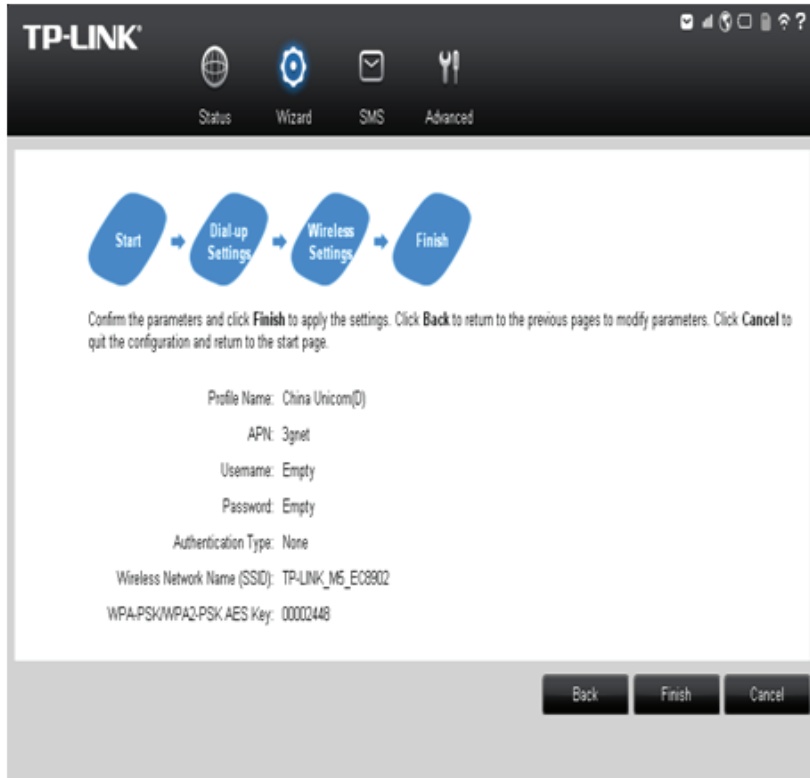 TP-LINK®
?
Status Wizard SMS Advanced
Start
Dial-up
Settings
Wireless
Settings
Finish
Confirm the parameters and click Finish to apply the settings. Click Back to return to the previous pages to modify parameters. Click Cancel to
quit the configuration and return to the start page.
Profile Name: China Unicom(D)
APN: 3gnet
Username: Empty
Password: Empty
Authentication Type: None
Wireless Network Name (SSID): TP-LINK_M5_EC8902
WPA-PSK/WPA2-PSK AES Key: 00002448
Back Finish Cancel